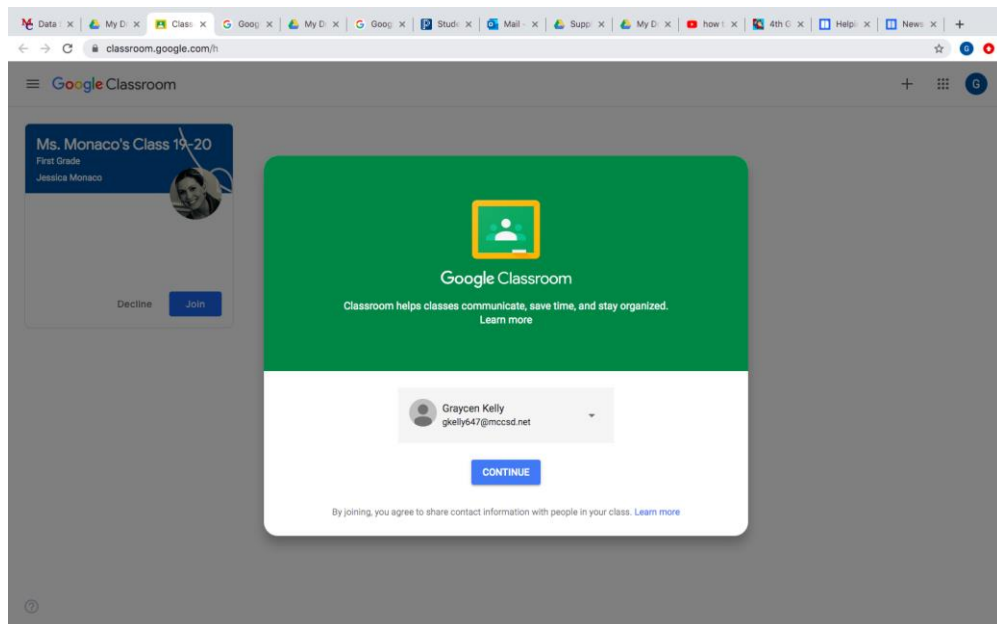 Data : My D Class Goog My D Goog Stude Mail - Supp My D how t 4th G Help News
classroom.google.com/h
Google Classroom
G
Ms. Monaco's Class 19-20
First Grade
Jessica Monaco
Decline Join
Google Classroom
Classroom helps classes communicate, save time, and stay organized.
Learn more
Graycen Kelly
gkelly647@mccsd.net
CONTINUE
By joining, you agree to share contact information with people in your class. Learn more